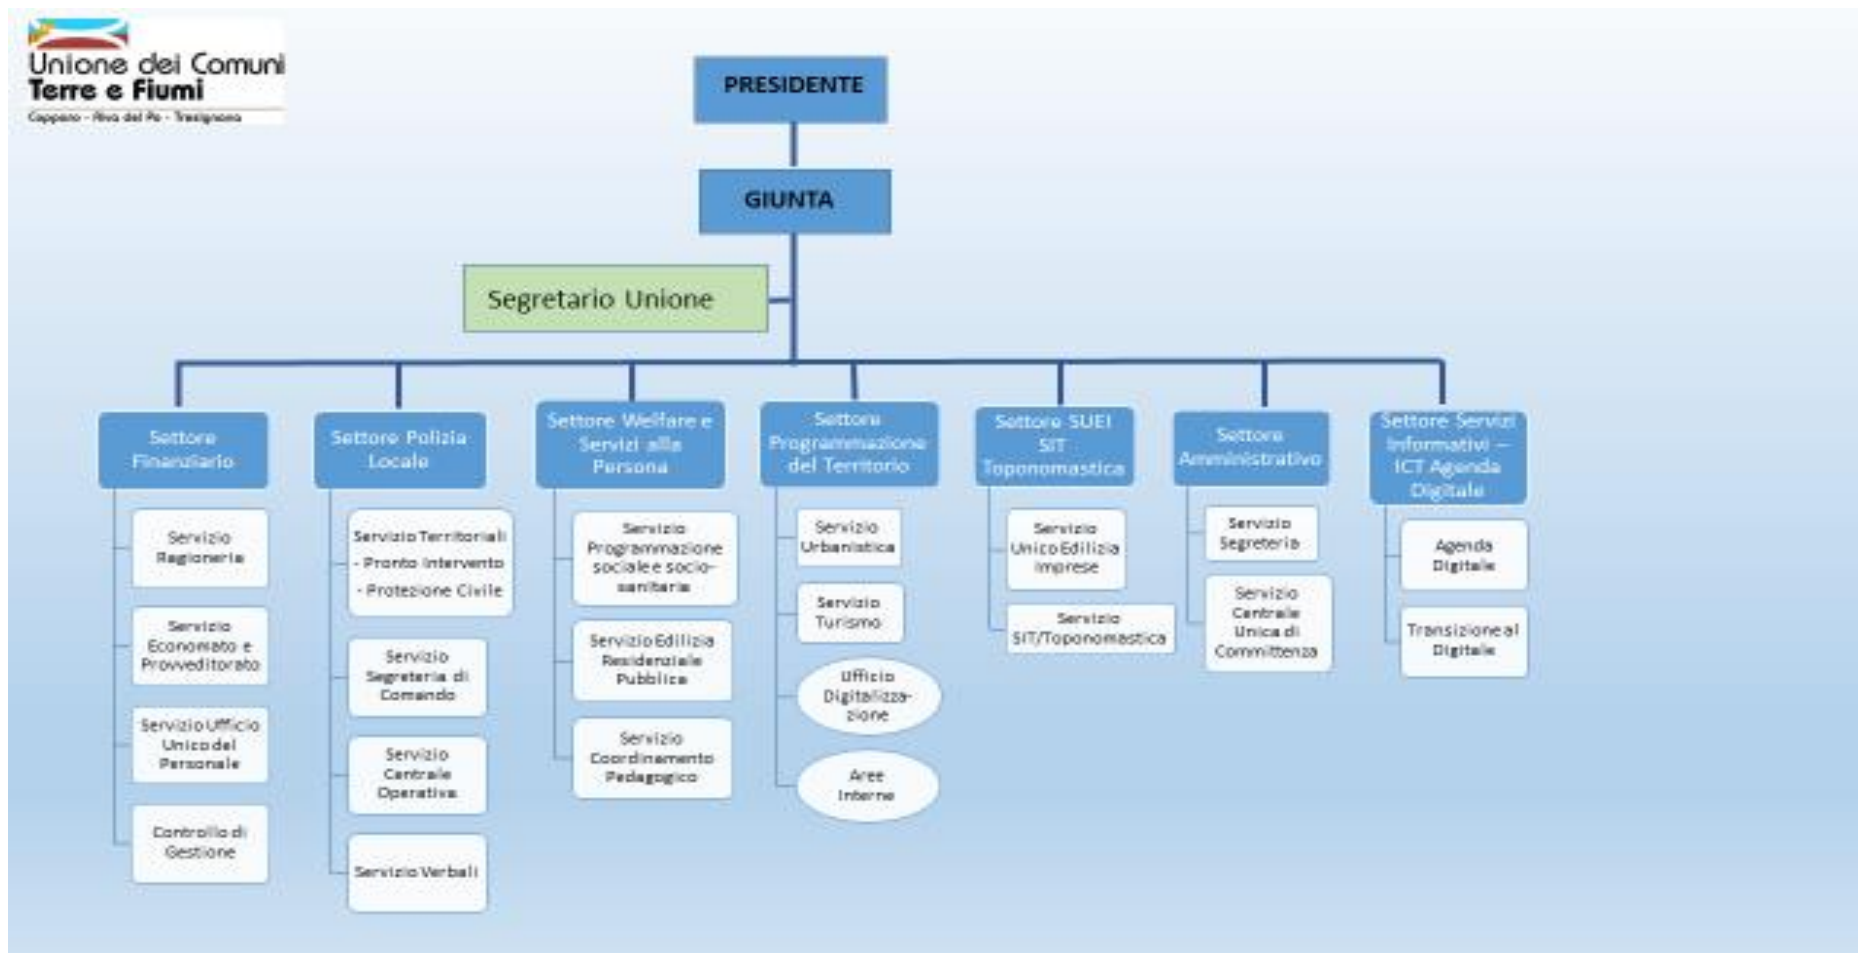 Unione dei Comuni
Terre e Fiumi
Copparo - Riva del Po - Tresignana
PRESIDENTE
GIUNTA
Segretario Unione
Settore
Finanziario
Servizio
Ragioneria
Servizio
Economato e
Provveditorato
Servizio Ufficio
Unico del
Personale
Controllo di
Gestione
Settore Polizia
Locale
Servizio Territoriali
- Pronto Intervento
- Protezione Civile
Servizio
Segreteria di
Comando
Servizio
Centrale
Operativa
Servizio Verbali
Settore Welfare e
Servizi alla
Persona
Servizio
Programmazione
sociale e socio-
sanitaria
Servizio Edilizia
Residenziale
Pubblica
Servizio
Coordinamento
Pedagogico
Settore
Programmazione
del Territorio
Servizio
Urbanistica
Servizio
Turismo
Ufficio
Digitalizza-
zione
Aree
Interne
Settore SUEI
SIT
Toponomastica
Servizio
Unico Edilizia
Imprese
Servizio
SIT/Toponomastica
Settore
Amministrativo
Servizio
Segreteria
Servizio
Centrale
Unica di
Committenza
Settore Servizi
Informativi –
ICT Agenda
Digitale
Agenda
Digitale
Transizione al
Digitale